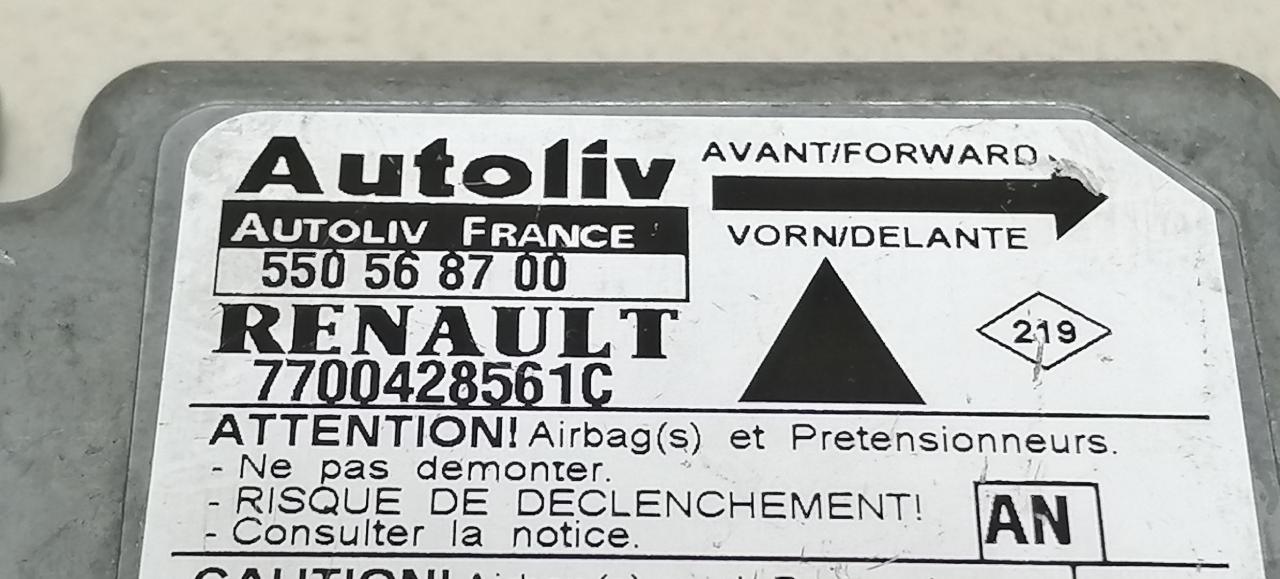 Autoliv
AUTOLIV FRANCE
550 56 87 00
RENAULT
7700428561C
AVANT/FORWARD
VORN/DELANTE
219
ATTENTION! Airbag(s) et Pretensionneurs.
- Ne pas demonter.
- RISQUE DE DECLENCHEMENT!
- Consulter la notice.
AN